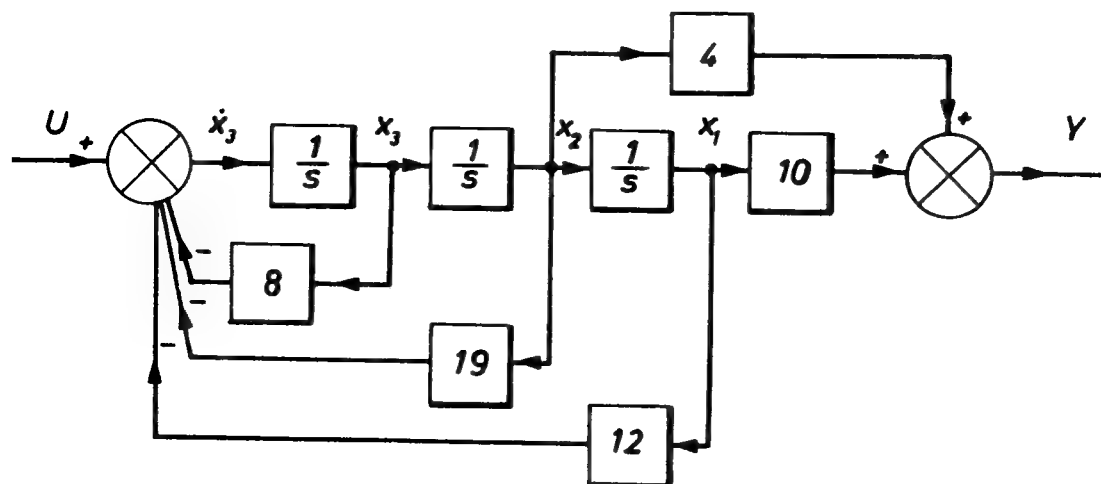 4
U + ẋ₃ 1/s x₃ 1/s x₂ 1/s x₁ 10 + + Y
− 8
− 19
− 12